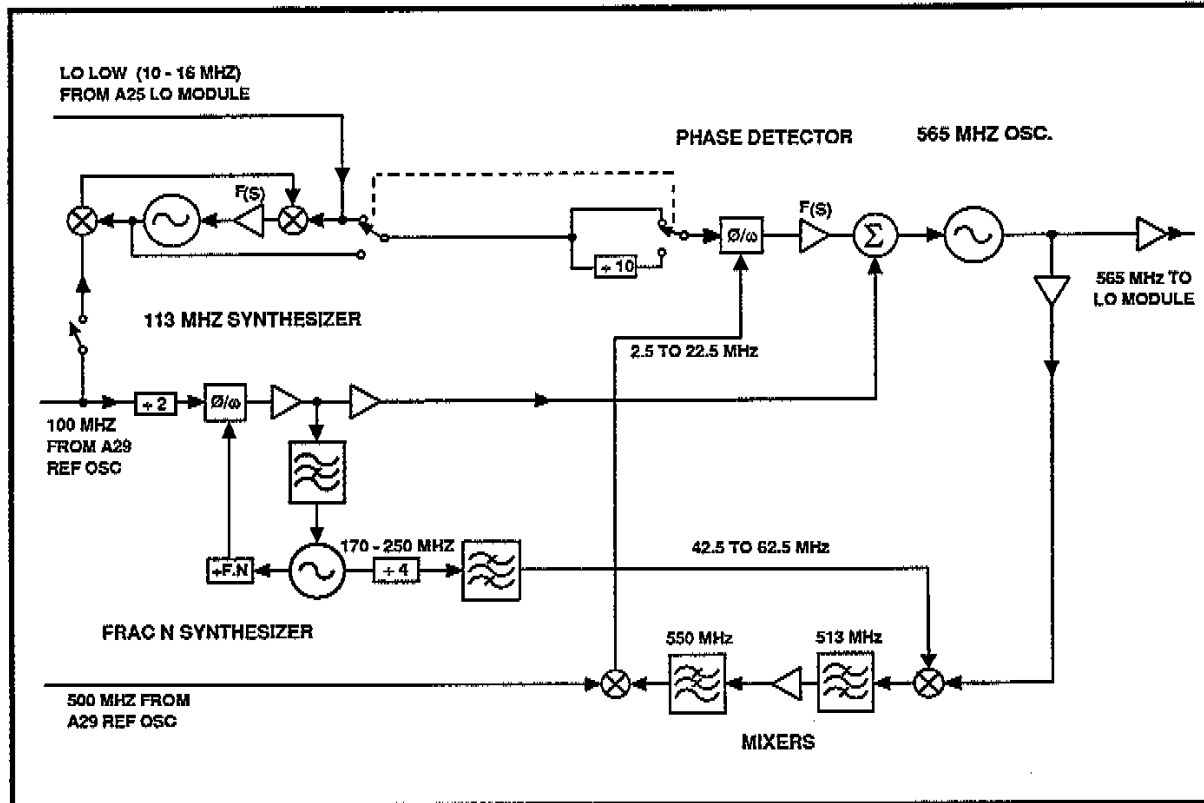 LO LOW (10 - 16 MHZ)
FROM A25 LO MODULE
PHASE DETECTOR
565 MHZ OSC.
F(S)
F(S)
Ø/ω
Σ
÷ 10
565 MHz TO
LO MODULE
113 MHZ SYNTHESIZER
2.5 TO 22.5 MHz
÷ 2
Ø/ω
100 MHZ
FROM A29
REF OSC
170 - 250 MHZ
42.5 TO 62.5 MHz
÷F.N
÷ 4
FRAC N SYNTHESIZER
550 MHz
513 MHz
500 MHZ FROM
A29 REF OSC
MIXERS